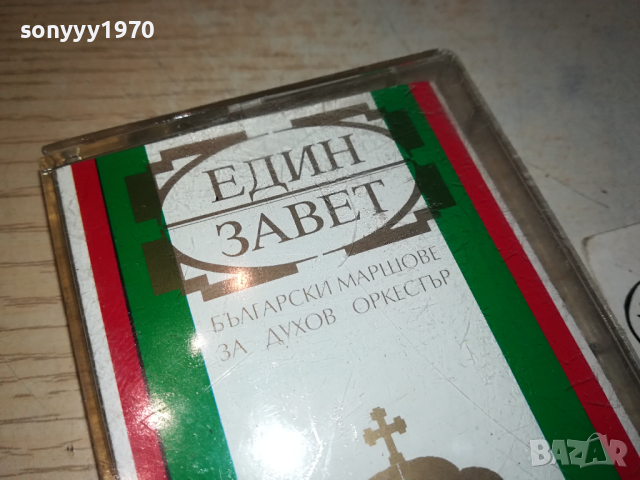 sonyyy1970
ЕДИН
ЗАВЕТ
БЪЛГАРСКИ МАРШОВЕ
ЗА ДУХОВ ОРКЕСТЪР
BAZAR